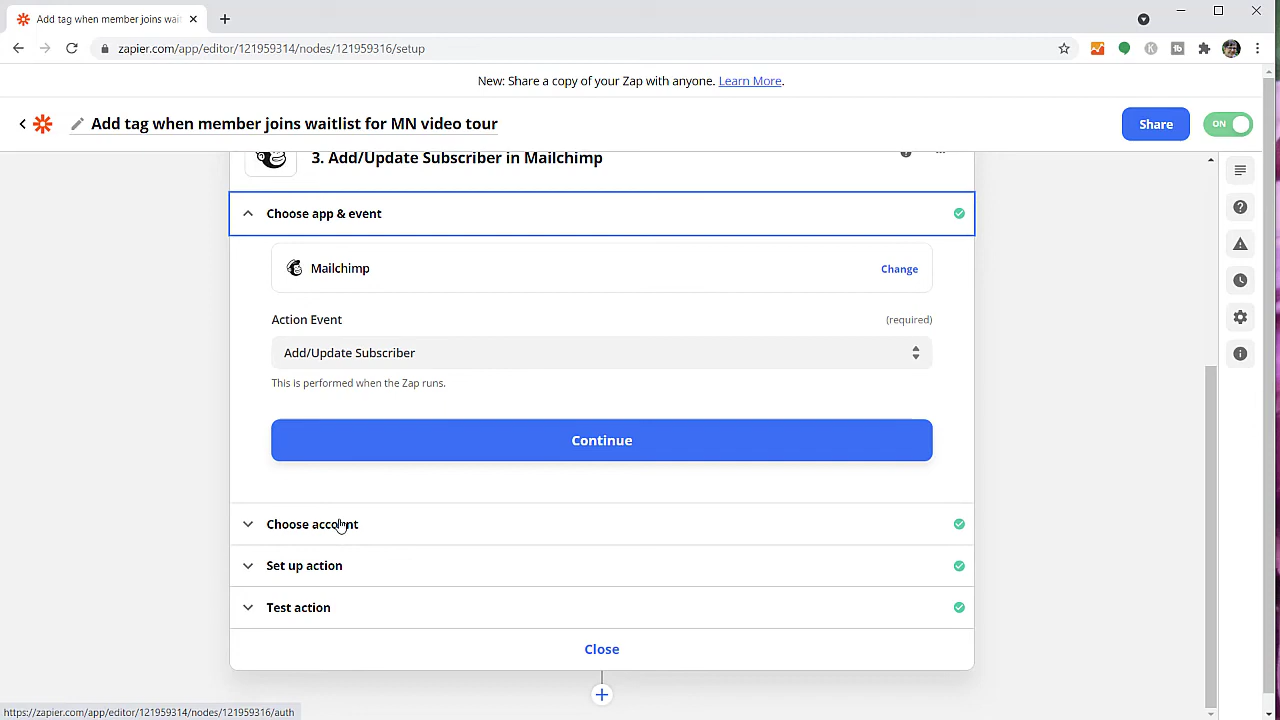 Add tag when member joins wai
zapier.com/app/editor/121959314/nodes/121959316/setup
New: Share a copy of your Zap with anyone. Learn More.
Add tag when member joins waitlist for MN video tour
Share
ON
3. Add/Update Subscriber in Mailchimp
Choose app & event
Mailchimp
Change
Action Event
(required)
Add/Update Subscriber
This is performed when the Zap runs.
Continue
Choose account
Set up action
Test action
Close
https://zapier.com/app/editor/121959314/nodes/121959316/auth